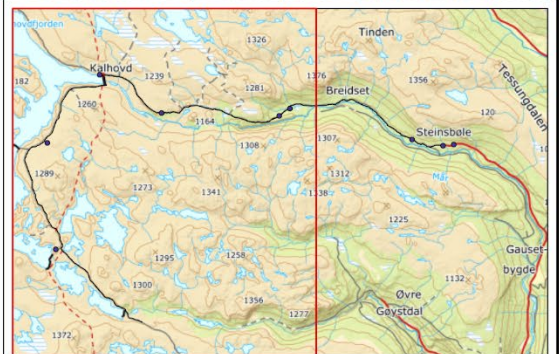 Tinden
1326
Kalhovd
1239
1376
1356
182
1281
Breidset
Tessungdalen
1260
120
1164
Steinsbøle
1308
1307
1289
1273
1341
1312
Mår
1338
1225
1295
1258
Gauset-
bygde
1132
1300
1356
Øvre
Gøystdal
1277
1372